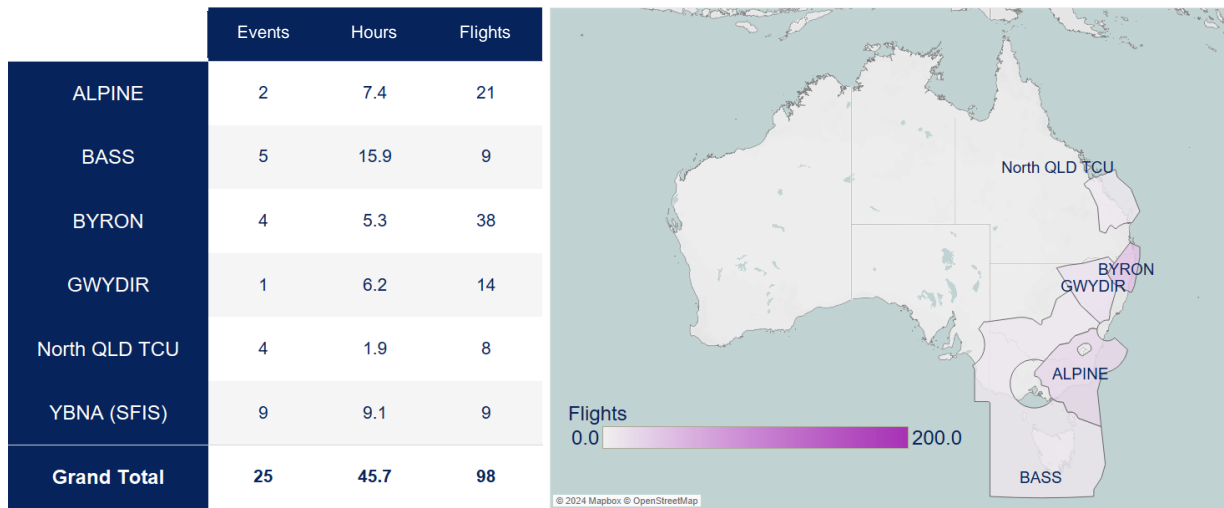 Events Hours Flights
ALPINE 2 7.4 21
BASS 5 15.9 9
BYRON 4 5.3 38
GWYDIR 1 6.2 14
North QLD TCU 4 1.9 8
YBNA (SFIS) 9 9.1 9
Grand Total 25 45.7 98
North QLD TCU
BYRON
GWYDIR
ALPINE
Flights
0.0 200.0
BASS
© 2024 Mapbox © OpenStreetMap